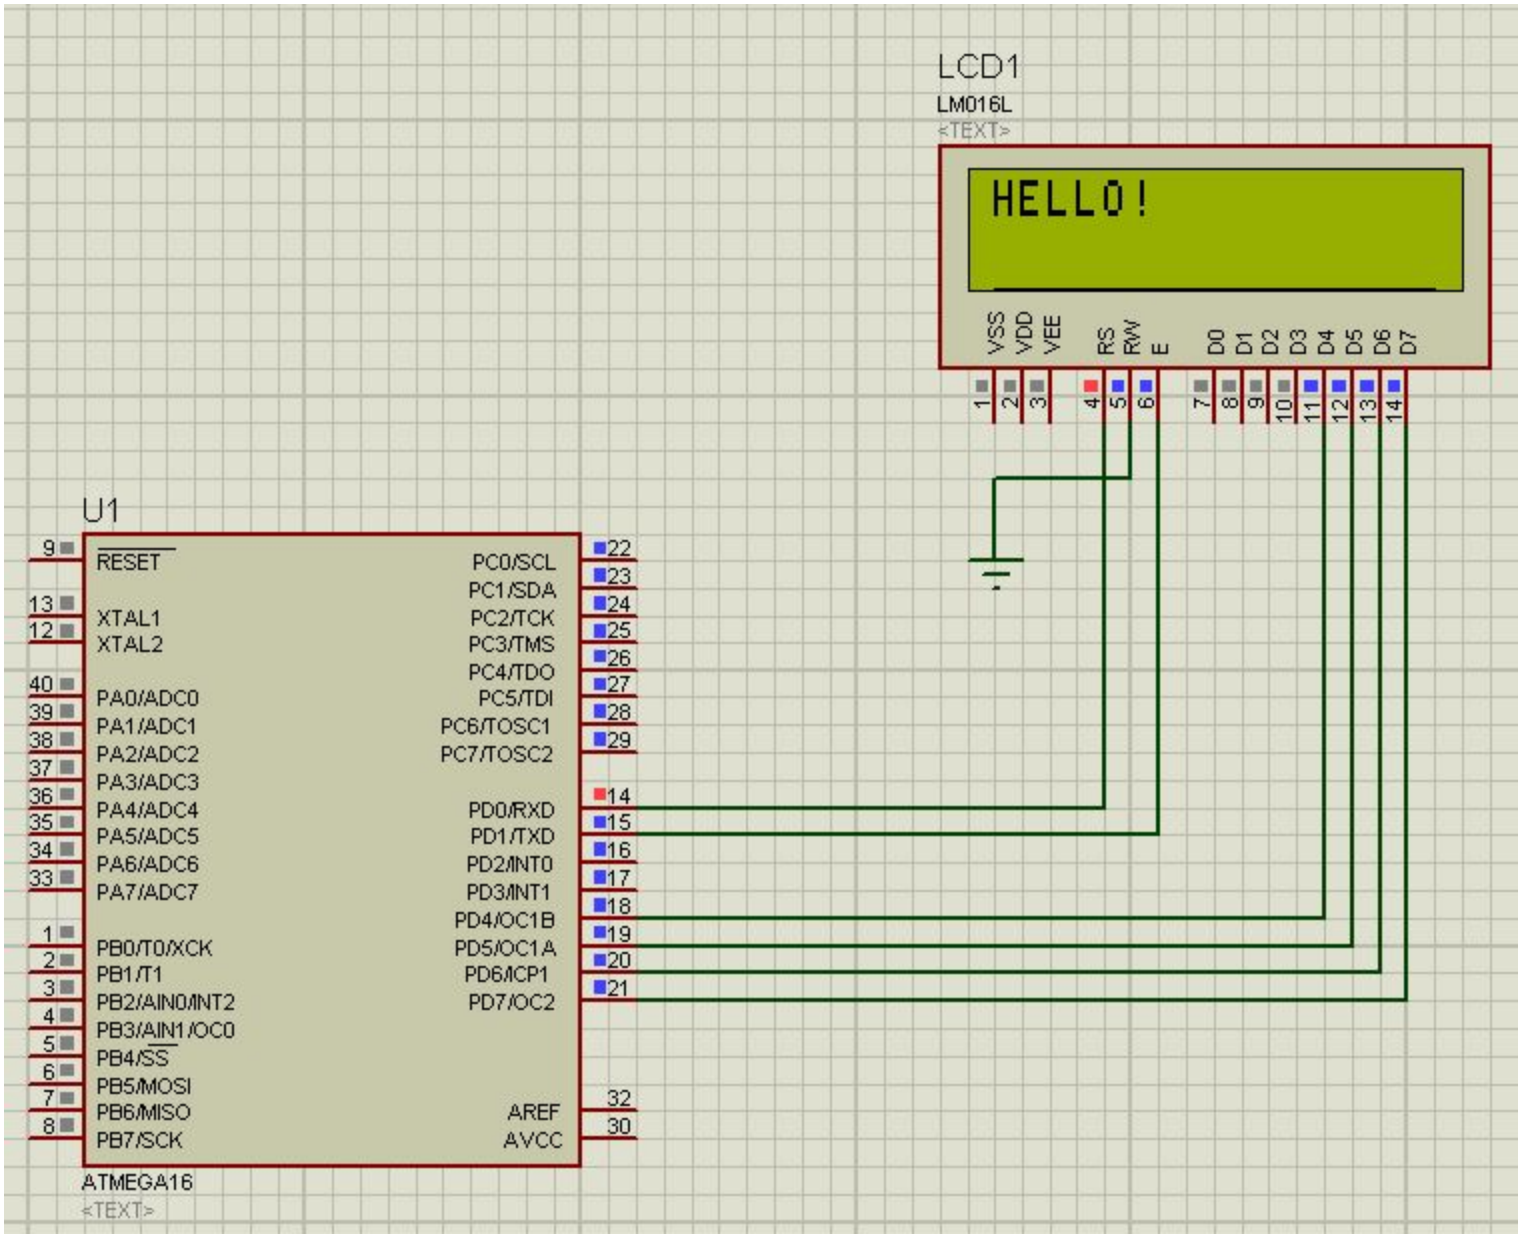 LCD1
LM016L
<TEXT>
HELLO!
VSS
VDD
VEE
RS
RW
E
D0
D1
D2
D3
D4
D5
D6
D7
1
2
3
4
5
6
7
8
9
10
11
12
13
14
U1
9 RESET
13 XTAL1
12 XTAL2
40 PA0/ADC0
39 PA1/ADC1
38 PA2/ADC2
37 PA3/ADC3
36 PA4/ADC4
35 PA5/ADC5
34 PA6/ADC6
33 PA7/ADC7
1 PB0/T0/XCK
2 PB1/T1
3 PB2/AIN0/INT2
4 PB3/AIN1/OC0
5 PB4/SS
6 PB5/MOSI
7 PB6/MISO
8 PB7/SCK
PC0/SCL 22
PC1/SDA 23
PC2/TCK 24
PC3/TMS 25
PC4/TDO 26
PC5/TDI 27
PC6/TOSC1 28
PC7/TOSC2 29
PD0/RXD 14
PD1/TXD 15
PD2/INT0 16
PD3/INT1 17
PD4/OC1B 18
PD5/OC1A 19
PD6/ICP1 20
PD7/OC2 21
AREF 32
AVCC 30
ATMEGA16
<TEXT>